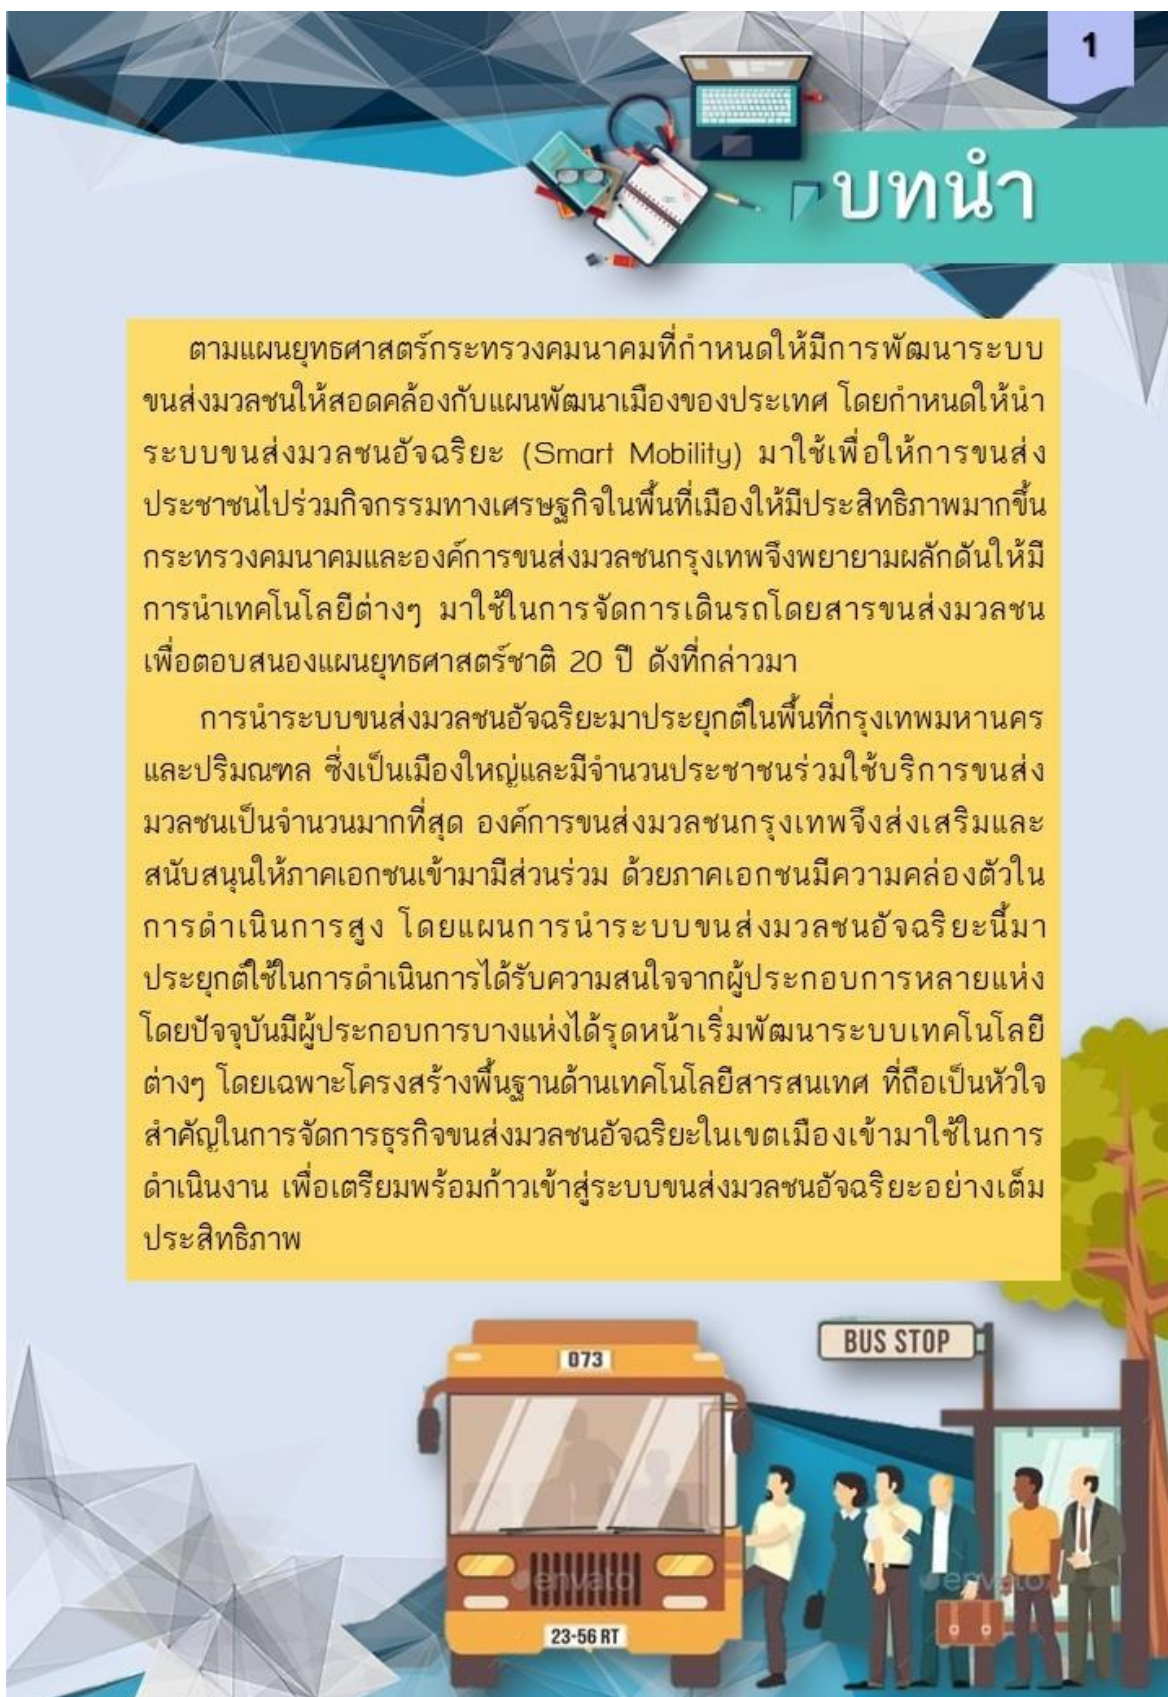 1
บทนำ
ตามแผนยุทธศาสตร์กระทรวงคมนาคมที่กำหนดให้มีการพัฒนาระบบ
ขนส่งมวลชนให้สอดคล้องกับแผนพัฒนาเมืองของประเทศ โดยกำหนดให้นำ
ระบบขนส่งมวลชนอัจฉริยะ (Smart Mobility) มาใช้เพื่อให้การขนส่ง
ประชาชนไปร่วมกิจกรรมทางเศรษฐกิจในพื้นที่เมืองให้มีประสิทธิภาพมากขึ้น
กระทรวงคมนาคมและองค์การขนส่งมวลชนกรุงเทพจึงพยายามผลักดันให้มี
การนำเทคโนโลยีต่างๆ มาใช้ในการจัดการเดินรถโดยสารขนส่งมวลชน
เพื่อตอบสนองแผนยุทธศาสตร์ชาติ 20 ปี ดังที่กล่าวมา
การนำระบบขนส่งมวลชนอัจฉริยะมาประยุกต์ในพื้นที่กรุงเทพมหานคร
และปริมณฑล ซึ่งเป็นเมืองใหญ่และมีจำนวนประชาชนร่วมใช้บริการขนส่ง
มวลชนเป็นจำนวนมากที่สุด องค์การขนส่งมวลชนกรุงเทพจึงส่งเสริมและ
สนับสนุนให้ภาคเอกชนเข้ามามีส่วนร่วม ด้วยภาคเอกชนมีความคล่องตัวใน
การดำเนินการสูง โดยแผนการนำระบบขนส่งมวลชนอัจฉริยะนี้มา
ประยุกต์ใช้ในการดำเนินการได้รับความสนใจจากผู้ประกอบการหลายแห่ง
โดยปัจจุบันมีผู้ประกอบการบางแห่งได้รุดหน้าเริ่มพัฒนาระบบเทคโนโลยี
ต่างๆ โดยเฉพาะโครงสร้างพื้นฐานด้านเทคโนโลยีสารสนเทศ ที่ถือเป็นหัวใจ
สำคัญในการจัดการธุรกิจขนส่งมวลชนอัจฉริยะในเขตเมืองเข้ามาใช้ในการ
ดำเนินงาน เพื่อเตรียมพร้อมก้าวเข้าสู่ระบบขนส่งมวลชนอัจฉริยะอย่างเต็ม
ประสิทธิภาพ
BUS STOP
073
envato
envato
23-56 RT